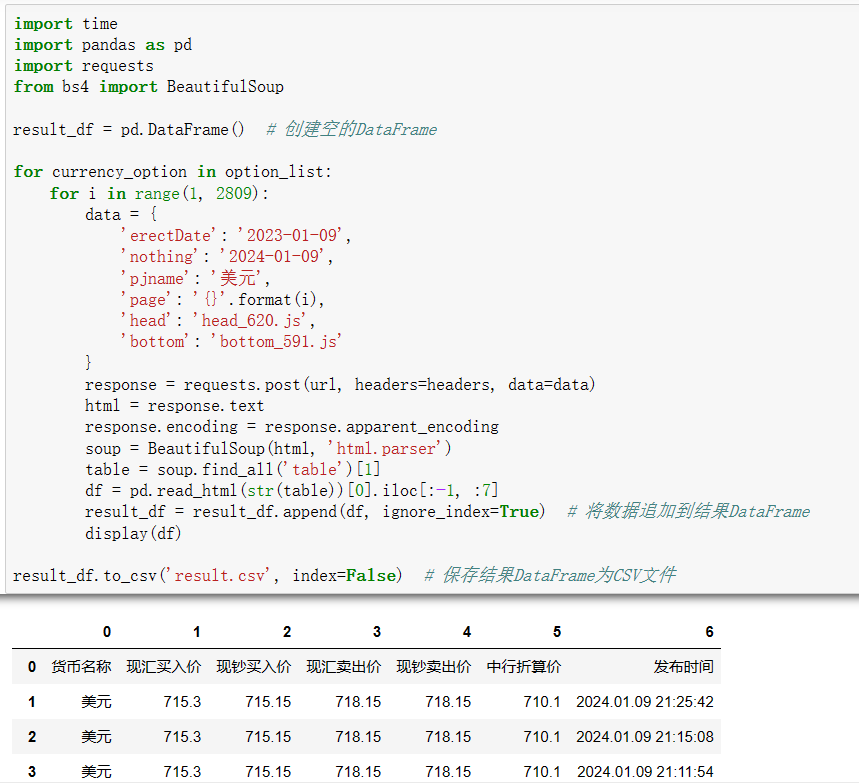 import time
import pandas as pd
import requests
from bs4 import BeautifulSoup
result_df = pd.DataFrame()  # 创建空的DataFrame
for currency_option in option_list:
    for i in range(1, 2809):
        data = {
            'erectDate': '2023-01-09',
            'nothing': '2024-01-09',
            'pjname': '美元',
            'page': '{}'.format(i),
            'head': 'head_620.js',
            'bottom': 'bottom_591.js'
        }
        response = requests.post(url, headers=headers, data=data)
        html = response.text
        response.encoding = response.apparent_encoding
        soup = BeautifulSoup(html, 'html.parser')
        table = soup.find_all('table')[1]
        df = pd.read_html(str(table))[0].iloc[:-1, :7]
        result_df = result_df.append(df, ignore_index=True)  # 将数据追加到结果DataFrame
        display(df)
result_df.to_csv('result.csv', index=False)  # 保存结果DataFrame为CSV文件
0 1 2 3 4 5 6
0 货币名称 现汇买入价 现钞买入价 现汇卖出价 现钞卖出价 中行折算价 发布时间
1 美元 715.3 715.15 718.15 718.15 710.1 2024.01.09 21:25:42
2 美元 715.3 715.15 718.15 718.15 710.1 2024.01.09 21:15:08
3 美元 715.3 715.15 718.15 718.15 710.1 2024.01.09 21:11:54